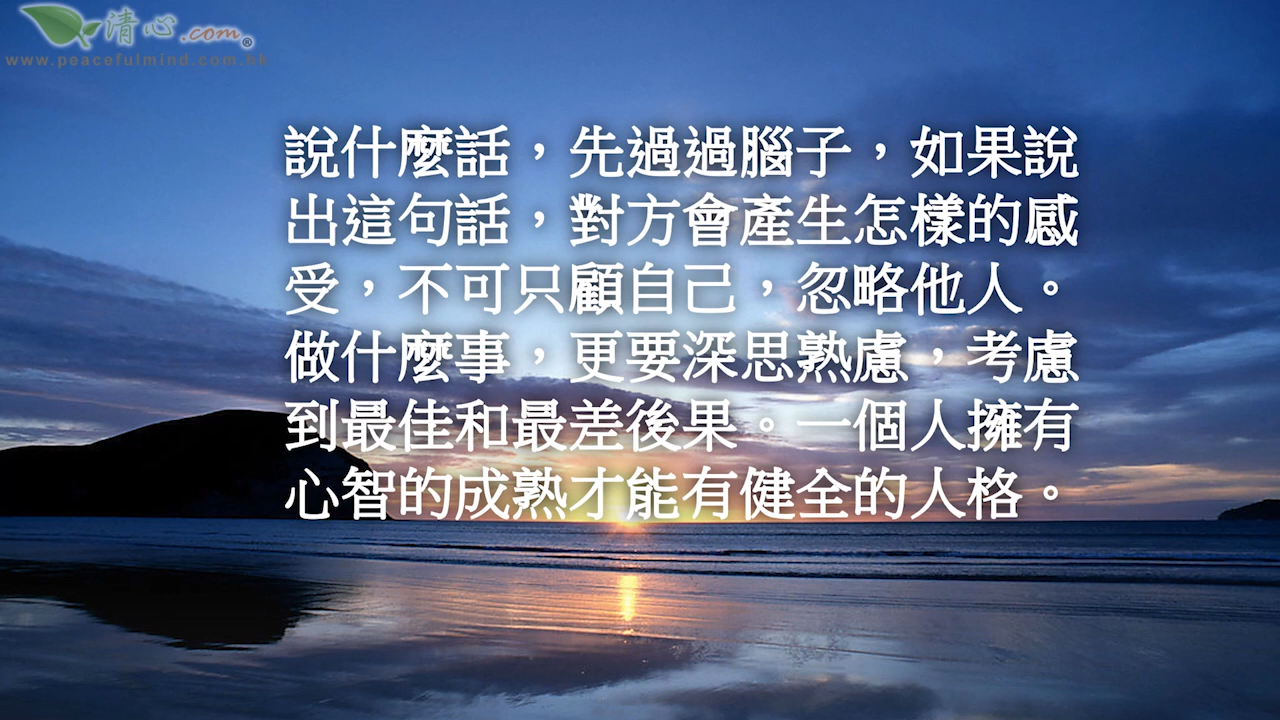 清心.com®
www.peacefulmind.com.hk
說什麼話，先過過腦子，如果說
出這句話，對方會產生怎樣的感
受，不可只顧自己，忽略他人。
做什麼事，更要深思熟慮，考慮
到最佳和最差後果。一個人擁有
心智的成熟才能有健全的人格。